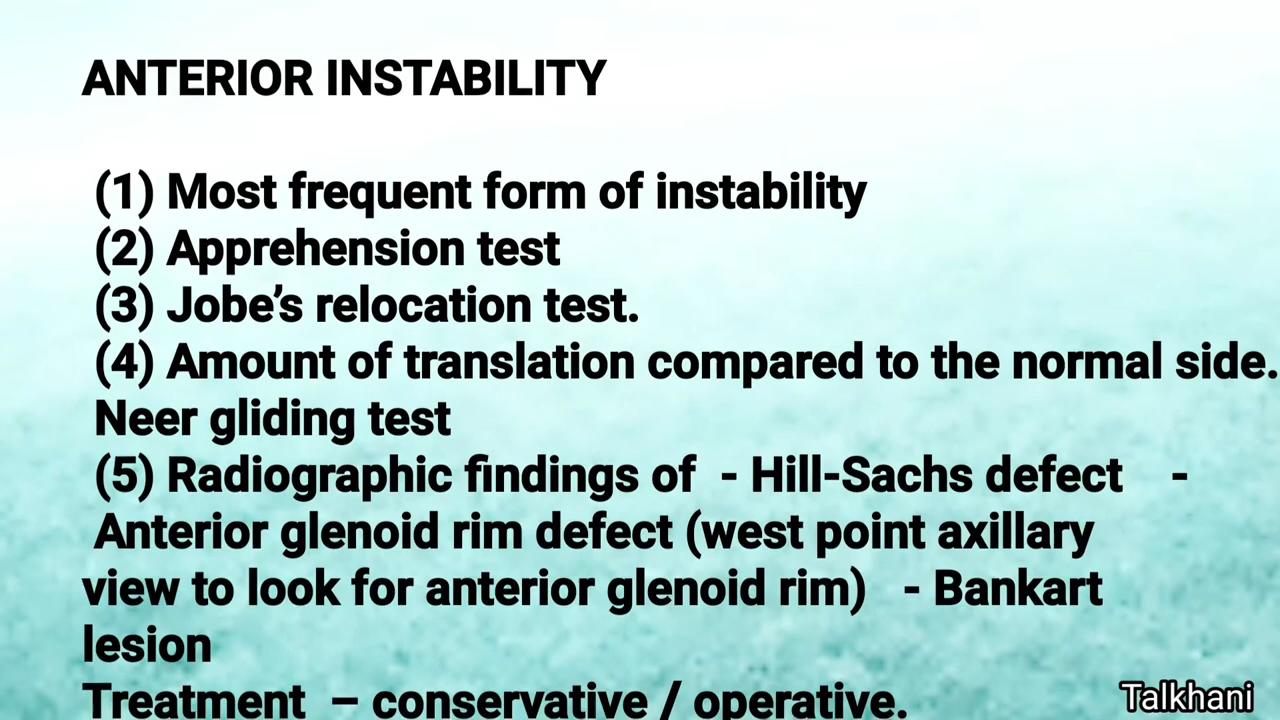 ANTERIOR INSTABILITY
(1) Most frequent form of instability
(2) Apprehension test
(3) Jobe’s relocation test.
(4) Amount of translation compared to the normal side.
Neer gliding test
(5) Radiographic findings of  - Hill-Sachs defect    -
Anterior glenoid rim defect (west point axillary
view to look for anterior glenoid rim)   - Bankart
lesion
Treatment  – conservative / operative.
Talkhani